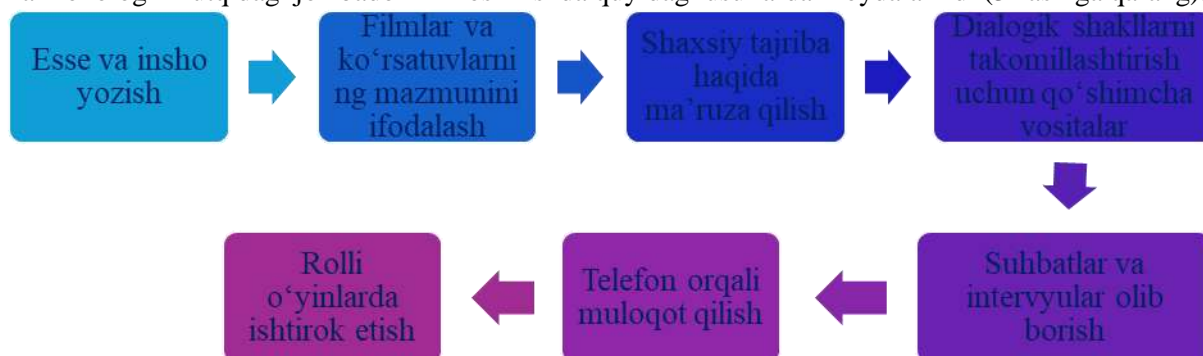 Esse va insho
yozish
Filmlar va
ko‘rsatuvlarni
ng mazmunini
ifodalash
Shaxsiy tajriba
haqida
ma’ruza qilish
Dialogik shakllarni
takomillashtirish
uchun qo‘shimcha
vositalar
Suhbatlar va
intervyular olib
borish
Telefon orqali
muloqot qilish
Rolli
o‘yinlarda
ishtirok etish